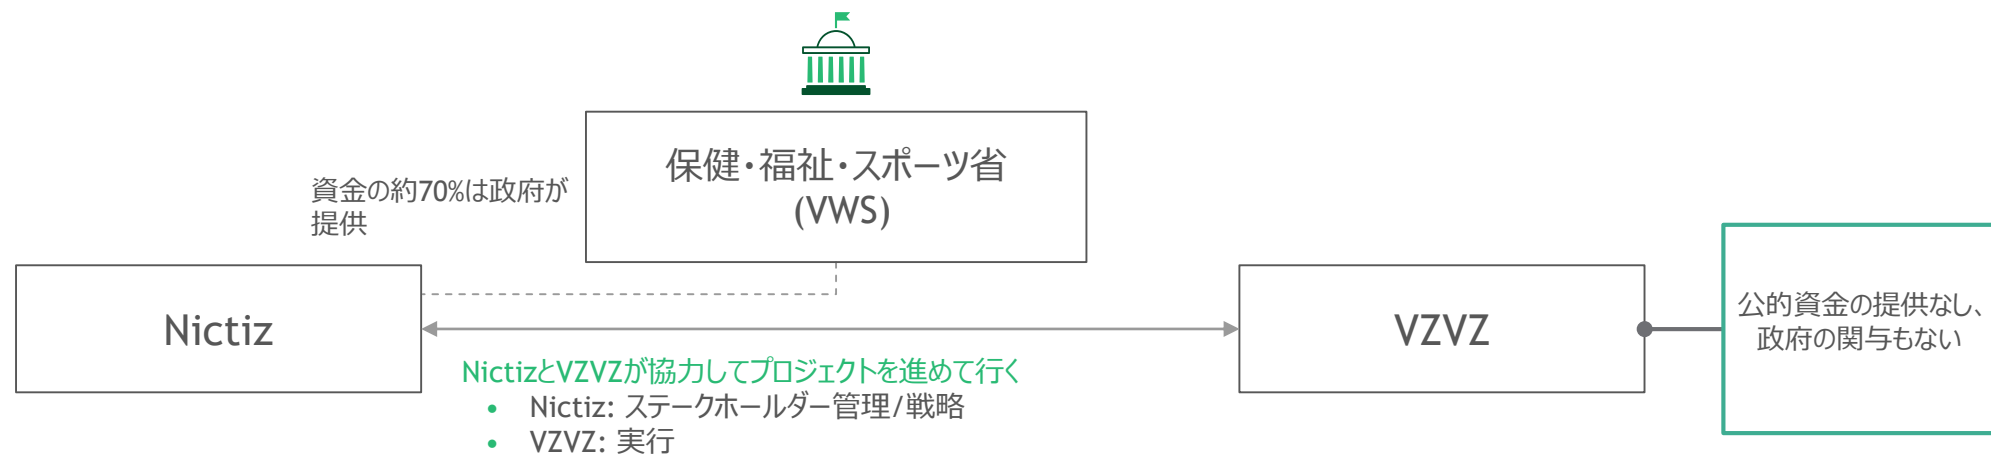 保健・福祉・スポーツ省
(VWS)
資金の約70%は政府が
提供
Nictiz
VZVZ
公的資金の提供なし、
政府の関与もない
NictizとVZVZが協力してプロジェクトを進めて行く
• Nictiz: ステークホールダー管理/戦略
• VZVZ: 実行